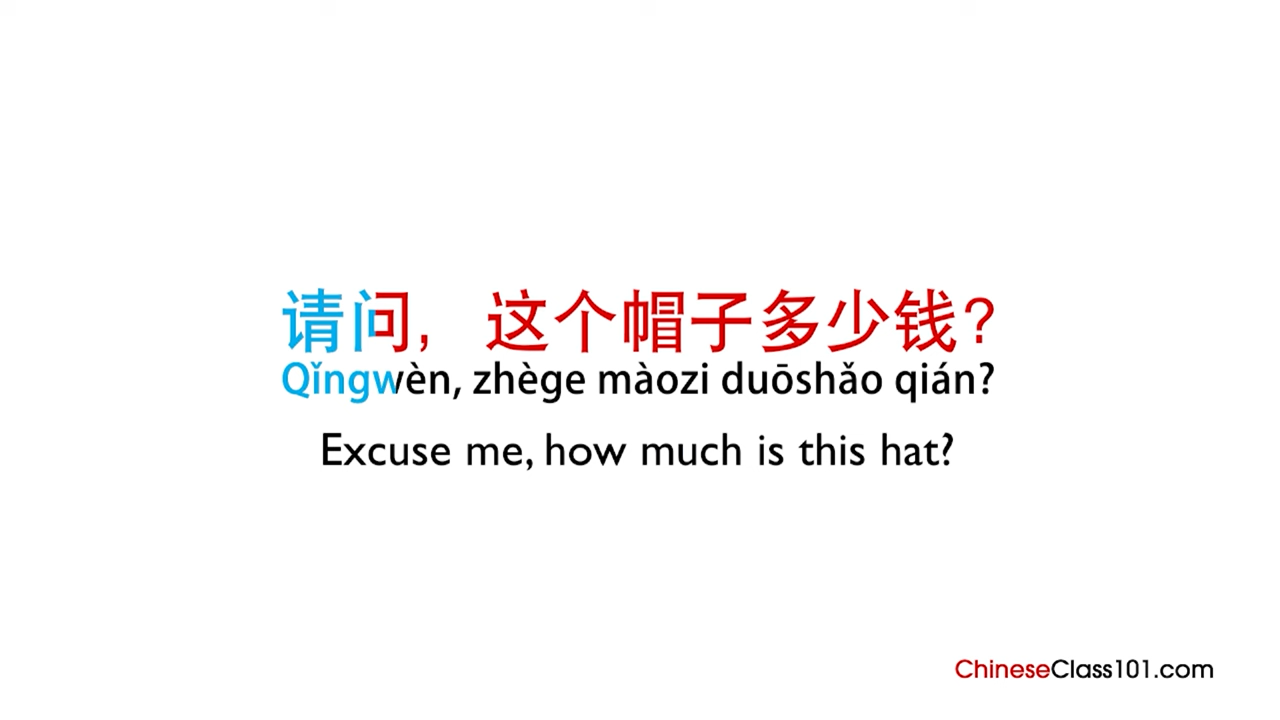 请问，这个帽子多少钱？
Qǐngwèn, zhège màozi duōshǎo qián?
Excuse me, how much is this hat?
ChineseClass101.com